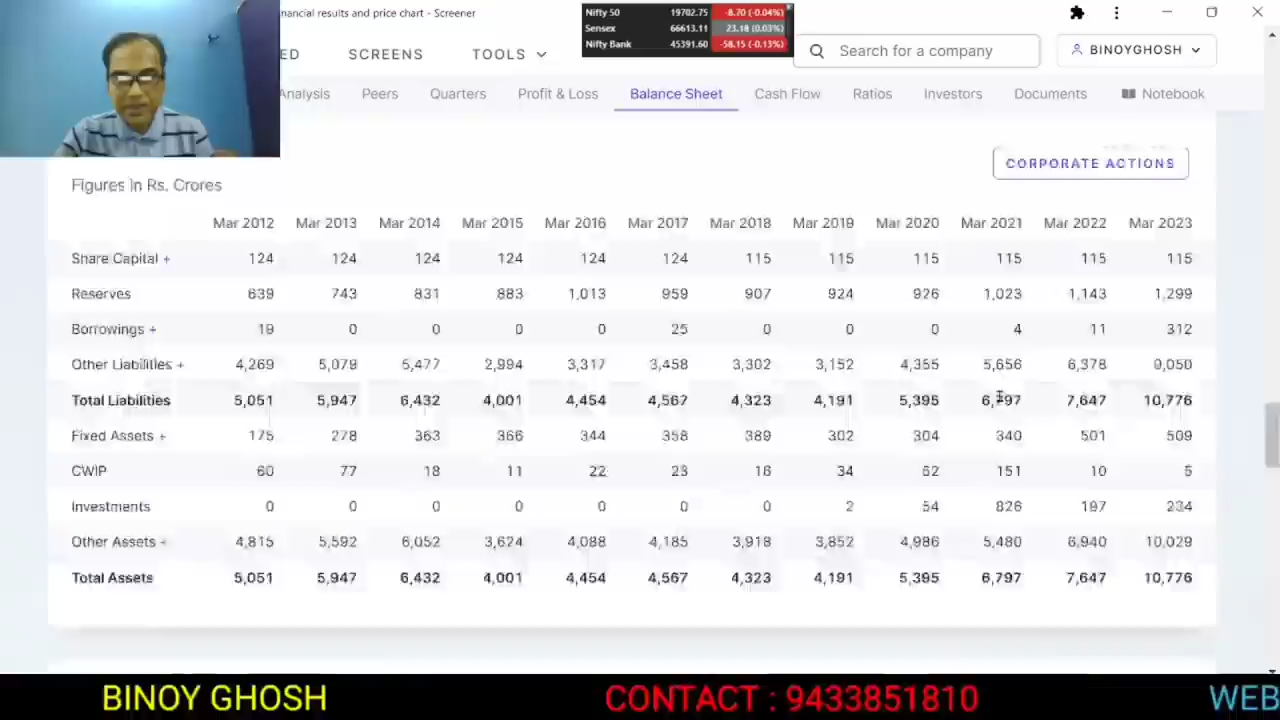 nancial results and price chart - Screener
Nifty 50 19702.75 -8.70 (-0.04%)
Sensex 66613.11 23.18 (0.03%)
Nifty Bank 45391.60 -58.15 (-0.13%)
ED SCREENS TOOLS Search for a company BINOYGHOSH
Analysis Peers Quarters Profit & Loss Balance Sheet Cash Flow Ratios Investors Documents Notebook
CORPORATE ACTIONS
Figures in Rs. Crores
Mar 2012 Mar 2013 Mar 2014 Mar 2015 Mar 2016 Mar 2017 Mar 2018 Mar 2019 Mar 2020 Mar 2021 Mar 2022 Mar 2023
Share Capital + 124 124 124 124 124 124 115 115 115 115 115 115
Reserves 639 743 831 883 1,013 959 907 924 926 1,023 1,143 1,299
Borrowings + 19 0 0 0 0 25 0 0 0 4 11 312
Other Liabilities + 4,269 5,079 5,477 2,994 3,317 3,458 3,302 3,152 4,355 5,656 6,378 9,050
Total Liabilities 5,051 5,947 6,432 4,001 4,454 4,567 4,323 4,191 5,395 6,797 7,647 10,776
Fixed Assets + 175 278 363 366 344 358 389 302 304 340 501 509
CWIP 60 77 18 11 22 23 16 34 52 151 10 5
Investments 0 0 0 0 0 0 0 2 54 826 197 234
Other Assets + 4,815 5,592 6,052 3,624 4,088 4,185 3,918 3,852 4,986 5,480 6,940 10,029
Total Assets 5,051 5,947 6,432 4,001 4,454 4,567 4,323 4,191 5,395 6,797 7,647 10,776
BINOY GHOSH CONTACT : 9433851810 WEB